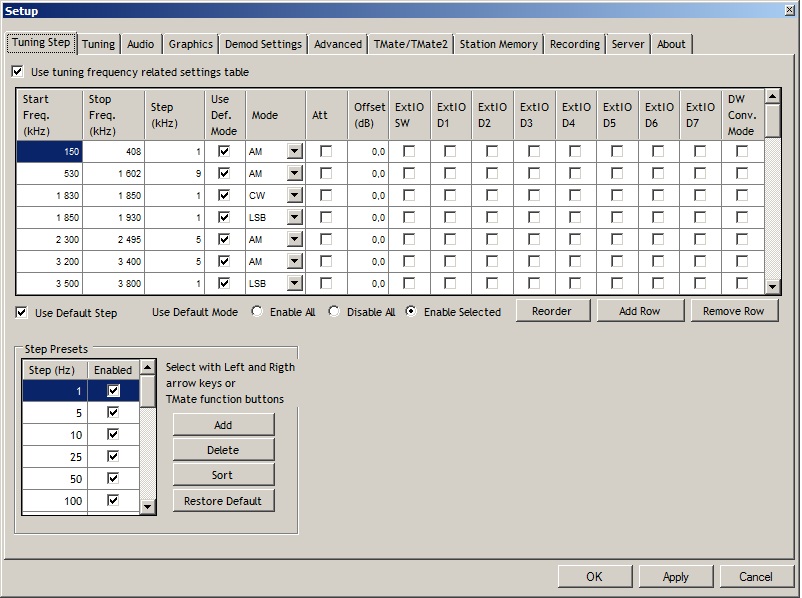 Setup
Tuning Step Tuning Audio Graphics Demod Settings Advanced TMate/TMate2 Station Memory Recording Server About
Use tuning frequency related settings table
Start Freq. (kHz) Stop Freq. (kHz) Step (kHz) Use Def. Mode Mode Att Offset (dB) ExtIO SW ExtIO D1 ExtIO D2 ExtIO D3 ExtIO D4 ExtIO D5 ExtIO D6 ExtIO D7 DW Conv. Mode
150 408 1 AM 0,0
530 1 602 9 AM 0,0
1 830 1 850 1 CW 0,0
1 850 1 930 1 LSB 0,0
2 300 2 495 5 AM 0,0
3 200 3 400 5 AM 0,0
3 500 3 800 1 LSB 0,0
Use Default Step Use Default Mode Enable All Disable All Enable Selected Reorder Add Row Remove Row
Step Presets
Step (Hz) Enabled
1
5
10
25
50
100
Select with Left and Rigth
arrow keys or
TMate function buttons
Add
Delete
Sort
Restore Default
OK Apply Cancel